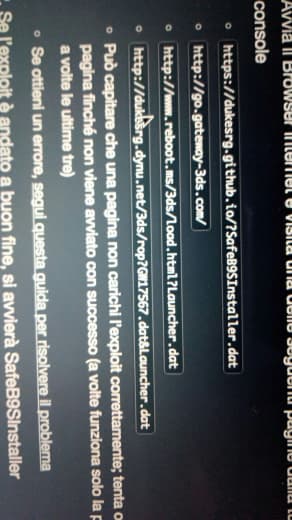 Avvia il Browser Internet e visita una delle seguenti pagine dalla
console
https://dukesrg.github.io/?SafeB9SInstaller.dat
http://go.gateway-3ds.com/
http://www.reboot.ms/3ds/load.html?Launcher.dat
http://dukesrg.dynu.net/3ds/rop?GW17567.dat&Launcher.dat
Può capitare che una pagina non carichi l'exploit correttamente; tenta
pagina finché non viene avviato con successo (a volte funziona solo la
a volte le ultime tre)
Se ottieni un errore, segui questa guida per risolvere il problema
Se l'exploit è andato a buon fine, si avvierà SafeB9SInstaller